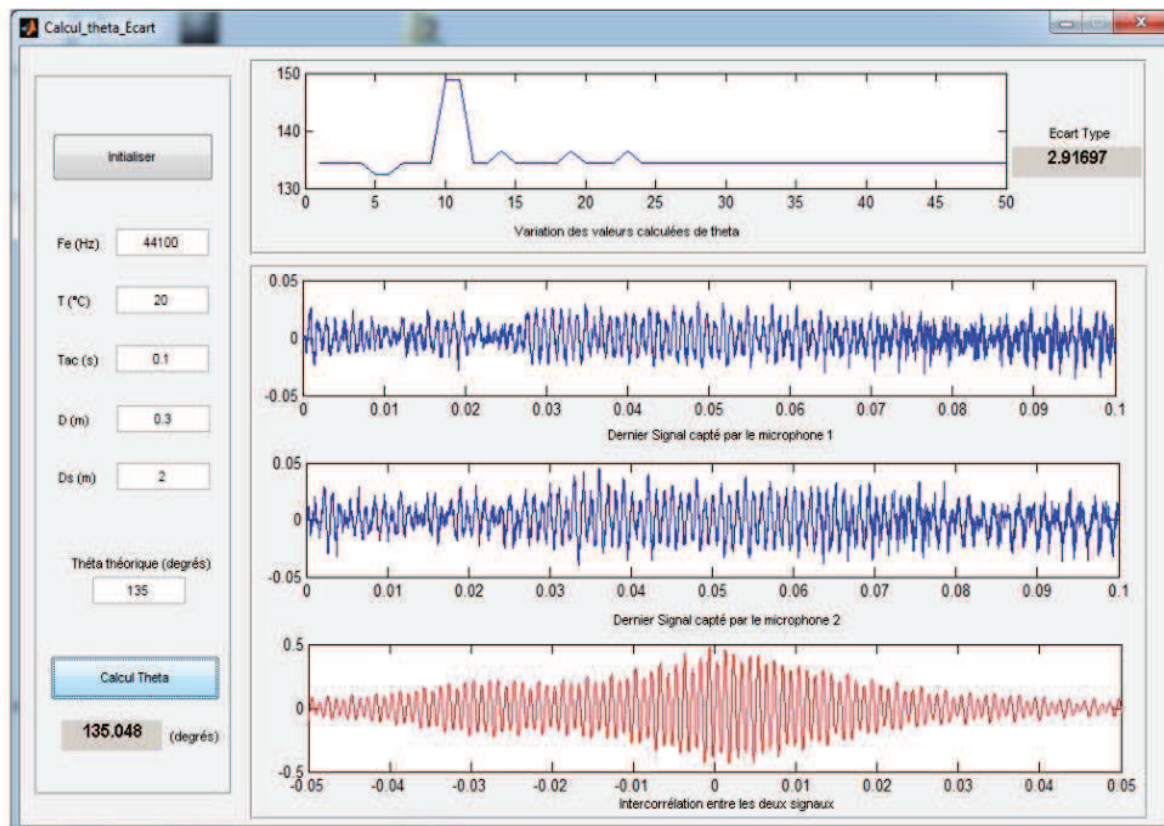 Calcul_theta_Ecart
Initialiser
Fe (Hz) 44100
T (°C) 20
Tac (s) 0.1
D (m) 0.3
Ds (m) 2
Thêta théorique (degrés)
135
Calcul Theta
135.048 (degrés)
150
140
130
0 5 10 15 20 25 30 35 40 45 50
Variation des valeurs calculées de theta
Ecart Type
2.91697
0.05
0
-0.05
0 0.01 0.02 0.03 0.04 0.05 0.06 0.07 0.08 0.09 0.1
Dernier Signal capté par le microphone 1
0.05
0
-0.05
0 0.01 0.02 0.03 0.04 0.05 0.06 0.07 0.08 0.09 0.1
Dernier Signal capté par le microphone 2
0.5
0
-0.5
-0.05 -0.04 -0.03 -0.02 -0.01 0 0.01 0.02 0.03 0.04 0.05
Intercorrélation entre les deux signaux